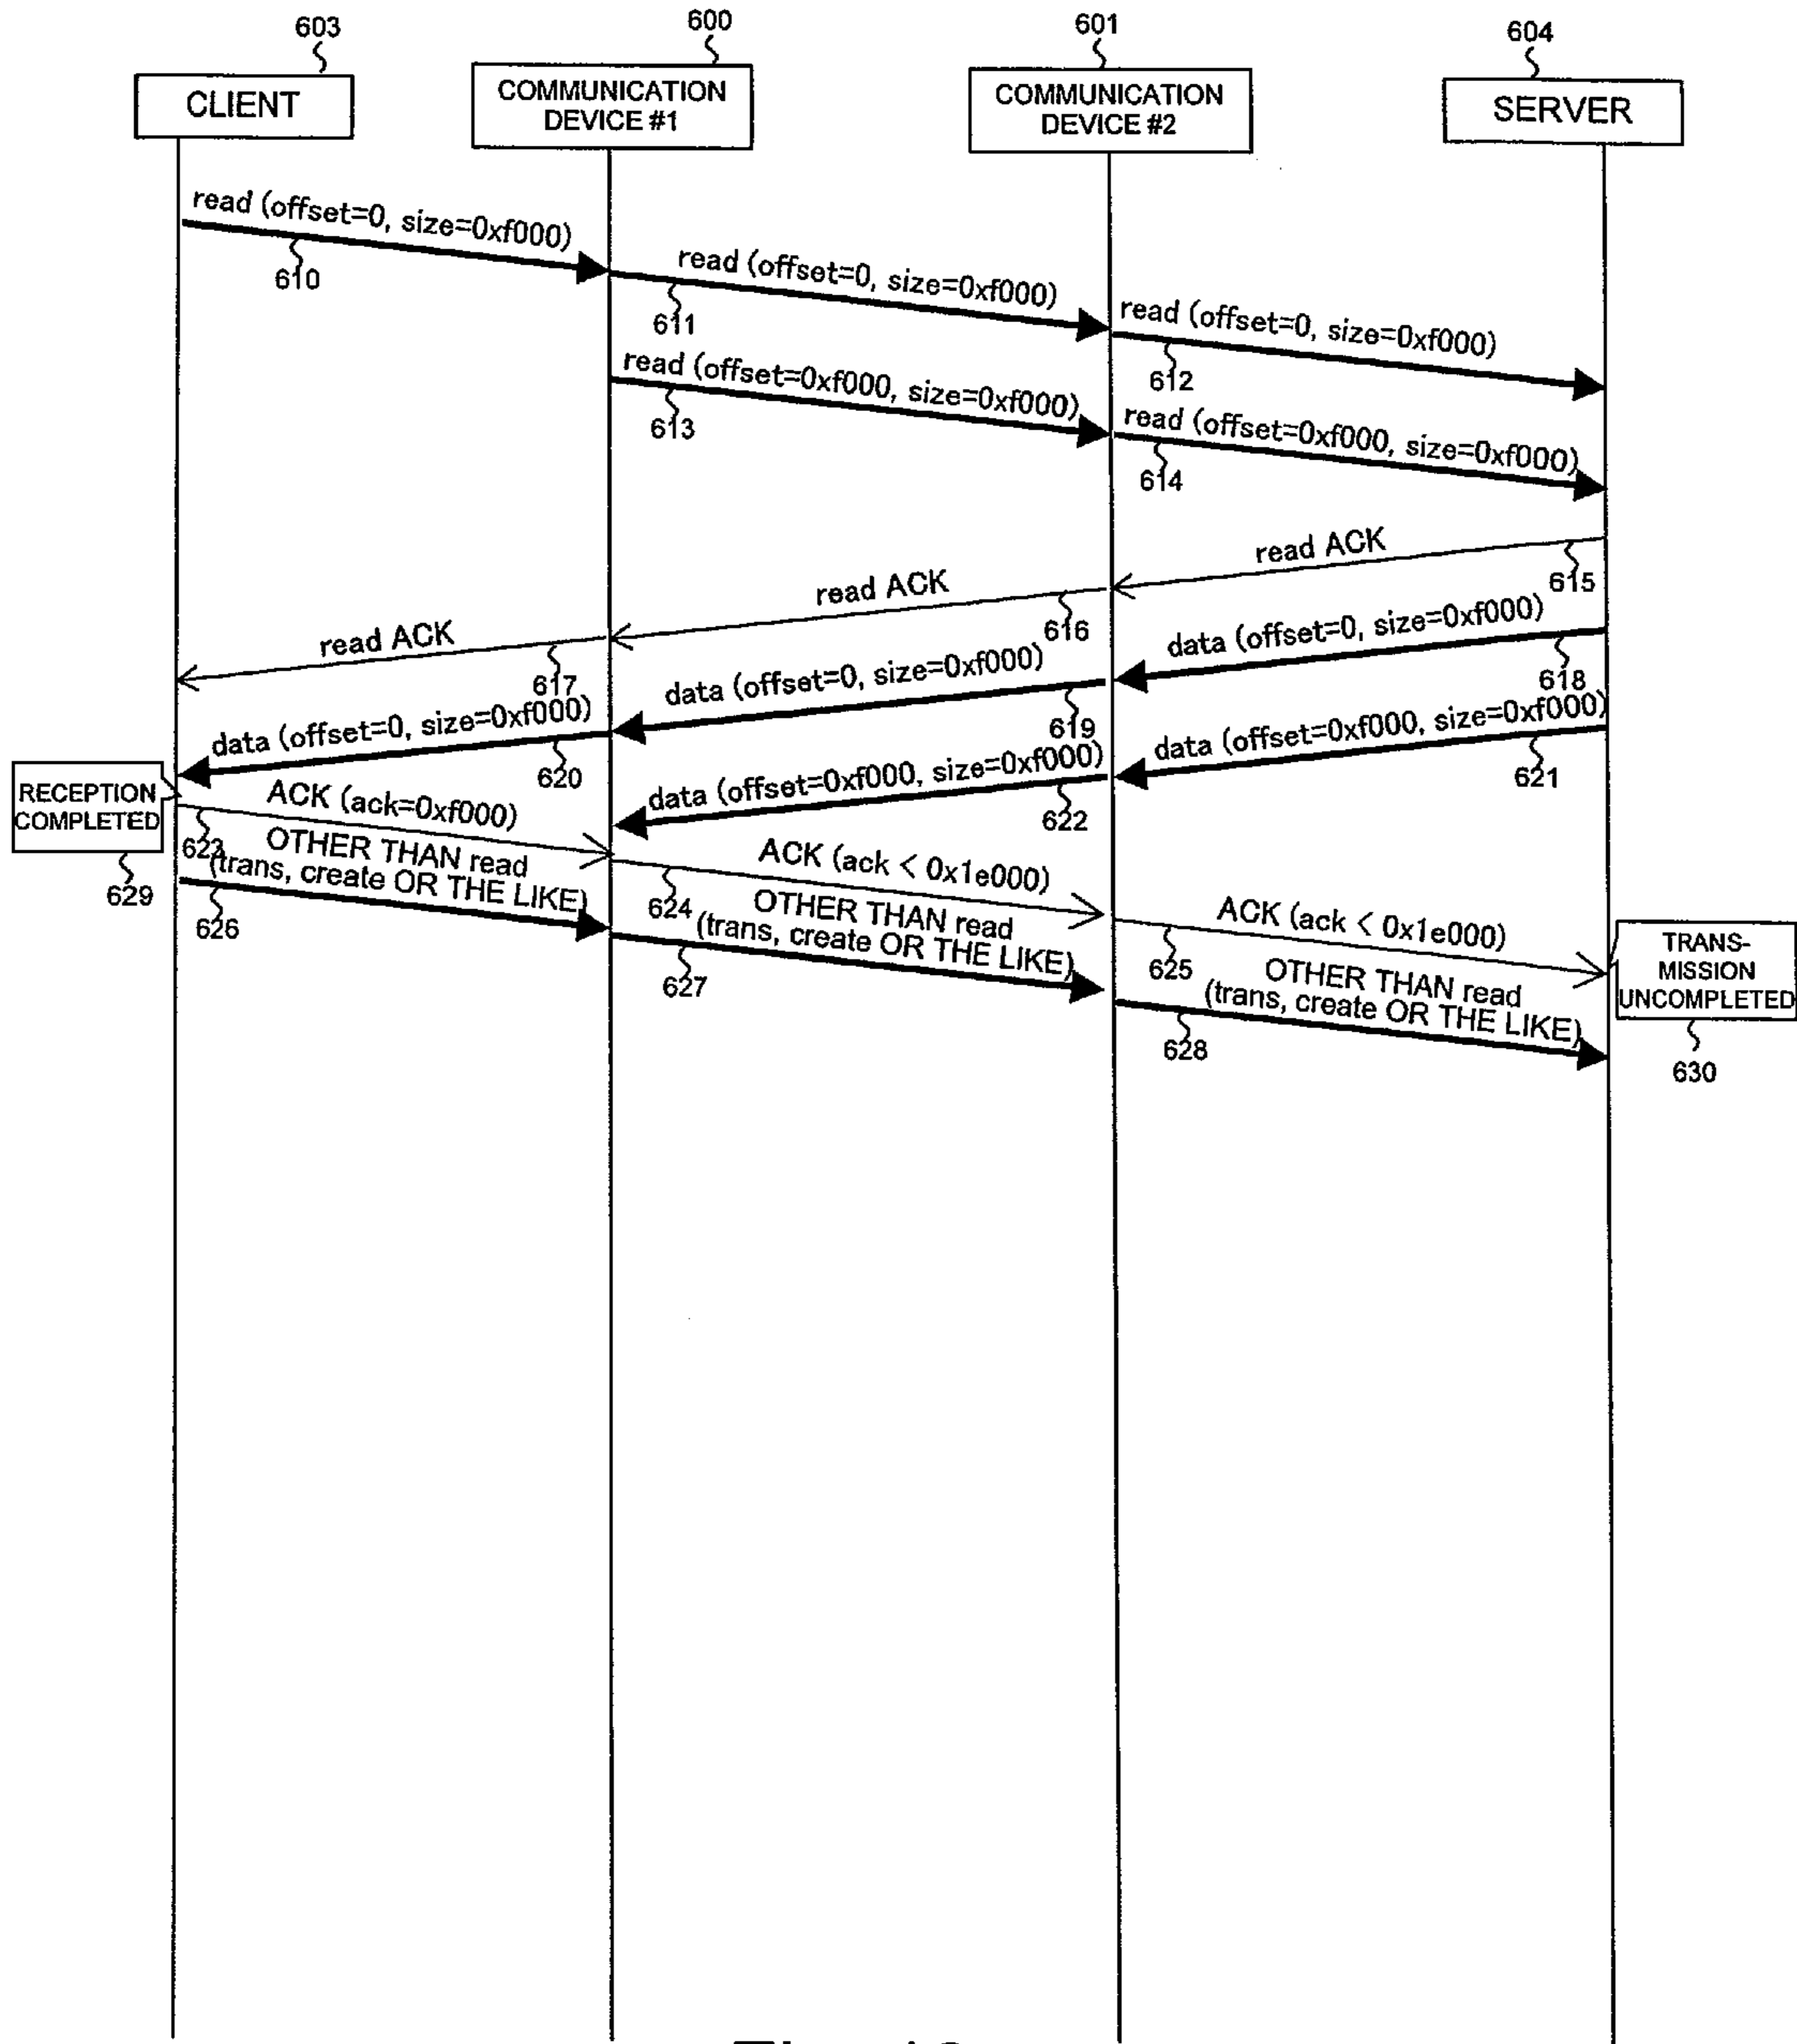 603
600
601
604
CLIENT
COMMUNICATION
DEVICE #1
COMMUNICATION
DEVICE #2
SERVER
read (offset=0, size=0xf000)
610
read (offset=0, size=0xf000)
611
read (offset=0, size=0xf000)
612
read (offset=0xf000, size=0xf000)
613
read (offset=0xf000, size=0xf000)
614
read ACK
615
read ACK
616
read ACK
617
data (offset=0, size=0xf000)
618
data (offset=0, size=0xf000)
619
data (offset=0, size=0xf000)
620
data (offset=0xf000, size=0xf000)
621
data (offset=0xf000, size=0xf000)
622
RECEPTION
COMPLETED
629
ACK (ack=0xf000)
623
ACK (ack < 0x1e000)
624
ACK (ack < 0x1e000)
625
OTHER THAN read
(trans, create OR THE LIKE)
626
OTHER THAN read
(trans, create OR THE LIKE)
627
OTHER THAN read
(trans, create OR THE LIKE)
628
TRANS-
MISSION
UNCOMPLETED
630